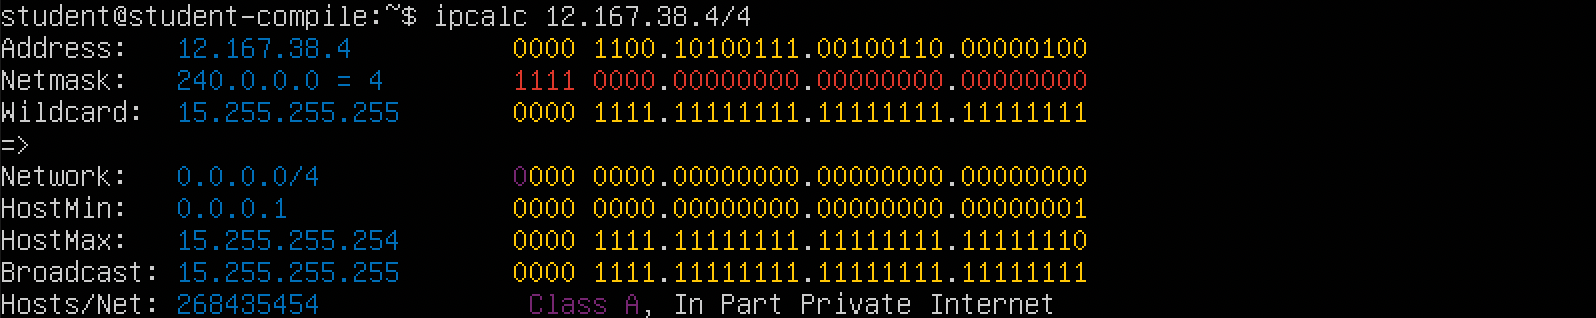 student@student-compile:~$ ipcalc 12.167.38.4/4
Address:   12.167.38.4          0000 1100.10100111.00100110.00000100
Netmask:   240.0.0.0 = 4        1111 0000.00000000.00000000.00000000
Wildcard:  15.255.255.255       0000 1111.11111111.11111111.11111111
=>
Network:   0.0.0.0/4            0000 0000.00000000.00000000.00000000
HostMin:   0.0.0.1              0000 0000.00000000.00000000.00000001
HostMax:   15.255.255.254       0000 1111.11111111.11111111.11111110
Broadcast: 15.255.255.255       0000 1111.11111111.11111111.11111111
Hosts/Net: 268435454             Class A, In Part Private Internet